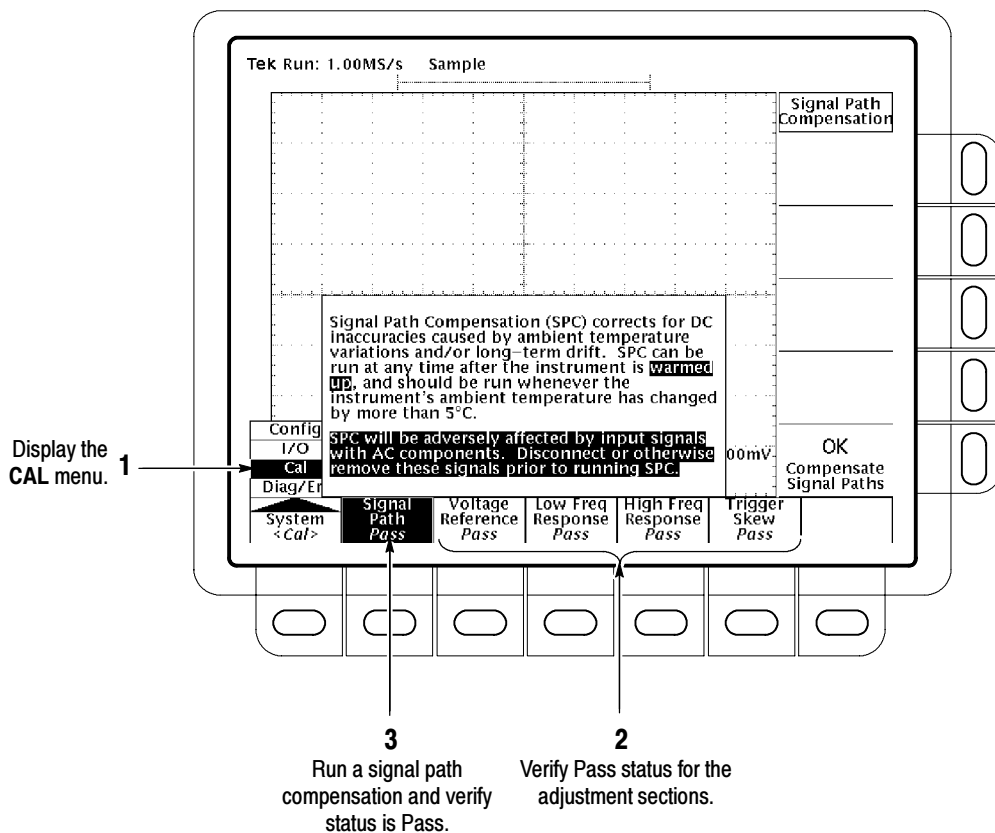 Tek Run: 1.00MS/s Sample
Signal Path
Compensation
Signal Path Compensation (SPC) corrects for DC
inaccuracies caused by ambient temperature
variations and/or long-term drift. SPC can be
run at any time after the instrument is warmed
up, and should be run whenever the
instrument's ambient temperature has changed
by more than 5°C.
SPC will be adversely affected by input signals
with AC components. Disconnect or otherwise
remove these signals prior to running SPC.
00mV
Config
I/O
Cal
Diag/Er
System
<Cal>
Signal
Path
Pass
Voltage
Reference
Pass
Low Freq
Response
Pass
High Freq
Response
Pass
Trigger
Skew
Pass
OK
Compensate
Signal Paths
Display the
CAL menu.
1
3
Run a signal path
compensation and verify
status is Pass.
2
Verify Pass status for the
adjustment sections.